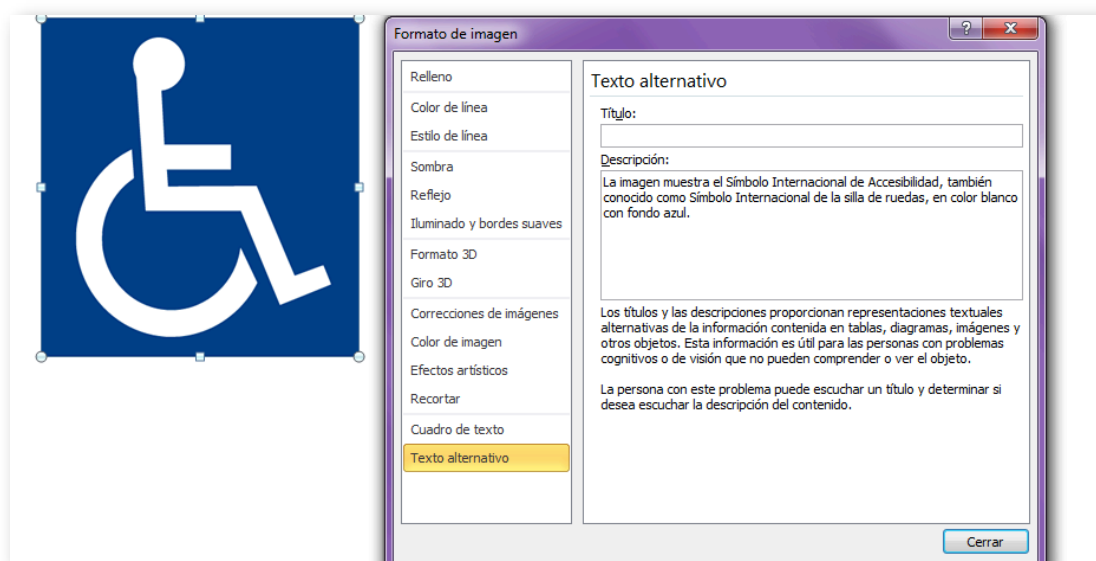 Formato de imagen
Relleno
Color de línea
Estilo de línea
Sombra
Reflejo
Iluminado y bordes suaves
Formato 3D
Giro 3D
Correcciones de imágenes
Color de imagen
Efectos artísticos
Recortar
Cuadro de texto
Texto alternativo
Texto alternativo
Título:
Descripción:
La imagen muestra el Símbolo Internacional de Accesibilidad, también
conocido como Símbolo Internacional de la silla de ruedas, en color blanco
con fondo azul.
Los títulos y las descripciones proporcionan representaciones textuales
alternativas de la información contenida en tablas, diagramas, imágenes y
otros objetos. Esta información es útil para las personas con problemas
cognitivos o de visión que no pueden comprender o ver el objeto.
La persona con este problema puede escuchar un título y determinar si
desea escuchar la descripción del contenido.
Cerrar